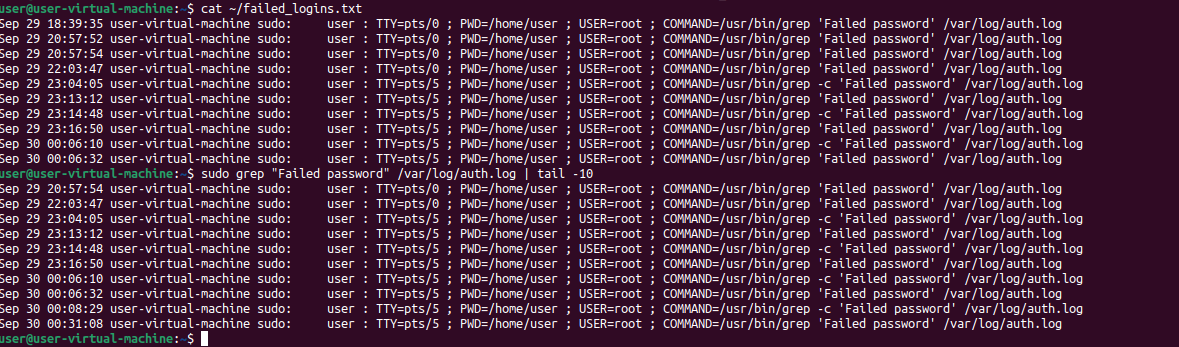 user@user-virtual-machine:~$ cat ~/failed_logins.txt
Sep 29 18:39:35 user-virtual-machine sudo:     user : TTY=pts/0 ; PWD=/home/user ; USER=root ; COMMAND=/usr/bin/grep 'Failed password' /var/log/auth.log
Sep 29 20:57:52 user-virtual-machine sudo:     user : TTY=pts/0 ; PWD=/home/user ; USER=root ; COMMAND=/usr/bin/grep 'Failed password' /var/log/auth.log
Sep 29 20:57:54 user-virtual-machine sudo:     user : TTY=pts/0 ; PWD=/home/user ; USER=root ; COMMAND=/usr/bin/grep 'Failed password' /var/log/auth.log
Sep 29 22:03:47 user-virtual-machine sudo:     user : TTY=pts/0 ; PWD=/home/user ; USER=root ; COMMAND=/usr/bin/grep 'Failed password' /var/log/auth.log
Sep 29 23:04:05 user-virtual-machine sudo:     user : TTY=pts/5 ; PWD=/home/user ; USER=root ; COMMAND=/usr/bin/grep -c 'Failed password' /var/log/auth.log
Sep 29 23:13:12 user-virtual-machine sudo:     user : TTY=pts/5 ; PWD=/home/user ; USER=root ; COMMAND=/usr/bin/grep 'Failed password' /var/log/auth.log
Sep 29 23:14:48 user-virtual-machine sudo:     user : TTY=pts/5 ; PWD=/home/user ; USER=root ; COMMAND=/usr/bin/grep -c 'Failed password' /var/log/auth.log
Sep 29 23:16:50 user-virtual-machine sudo:     user : TTY=pts/5 ; PWD=/home/user ; USER=root ; COMMAND=/usr/bin/grep 'Failed password' /var/log/auth.log
Sep 30 00:06:10 user-virtual-machine sudo:     user : TTY=pts/5 ; PWD=/home/user ; USER=root ; COMMAND=/usr/bin/grep -c 'Failed password' /var/log/auth.log
Sep 30 00:06:32 user-virtual-machine sudo:     user : TTY=pts/5 ; PWD=/home/user ; USER=root ; COMMAND=/usr/bin/grep 'Failed password' /var/log/auth.log
user@user-virtual-machine:~$ sudo grep "Failed password" /var/log/auth.log | tail -10
Sep 29 20:57:54 user-virtual-machine sudo:     user : TTY=pts/0 ; PWD=/home/user ; USER=root ; COMMAND=/usr/bin/grep 'Failed password' /var/log/auth.log
Sep 29 22:03:47 user-virtual-machine sudo:     user : TTY=pts/0 ; PWD=/home/user ; USER=root ; COMMAND=/usr/bin/grep 'Failed password' /var/log/auth.log
Sep 29 23:04:05 user-virtual-machine sudo:     user : TTY=pts/5 ; PWD=/home/user ; USER=root ; COMMAND=/usr/bin/grep -c 'Failed password' /var/log/auth.log
Sep 29 23:13:12 user-virtual-machine sudo:     user : TTY=pts/5 ; PWD=/home/user ; USER=root ; COMMAND=/usr/bin/grep 'Failed password' /var/log/auth.log
Sep 29 23:14:48 user-virtual-machine sudo:     user : TTY=pts/5 ; PWD=/home/user ; USER=root ; COMMAND=/usr/bin/grep -c 'Failed password' /var/log/auth.log
Sep 29 23:16:50 user-virtual-machine sudo:     user : TTY=pts/5 ; PWD=/home/user ; USER=root ; COMMAND=/usr/bin/grep 'Failed password' /var/log/auth.log
Sep 30 00:06:10 user-virtual-machine sudo:     user : TTY=pts/5 ; PWD=/home/user ; USER=root ; COMMAND=/usr/bin/grep -c 'Failed password' /var/log/auth.log
Sep 30 00:06:32 user-virtual-machine sudo:     user : TTY=pts/5 ; PWD=/home/user ; USER=root ; COMMAND=/usr/bin/grep 'Failed password' /var/log/auth.log
Sep 30 00:08:29 user-virtual-machine sudo:     user : TTY=pts/5 ; PWD=/home/user ; USER=root ; COMMAND=/usr/bin/grep -c 'Failed password' /var/log/auth.log
Sep 30 00:31:08 user-virtual-machine sudo:     user : TTY=pts/5 ; PWD=/home/user ; USER=root ; COMMAND=/usr/bin/grep 'Failed password' /var/log/auth.log
user@user-virtual-machine:~$